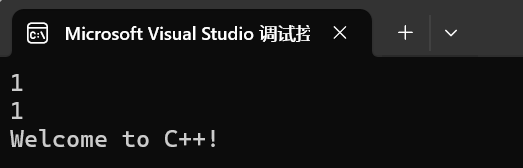 Microsoft Visual Studio 调试
1
1
Welcome to C++!